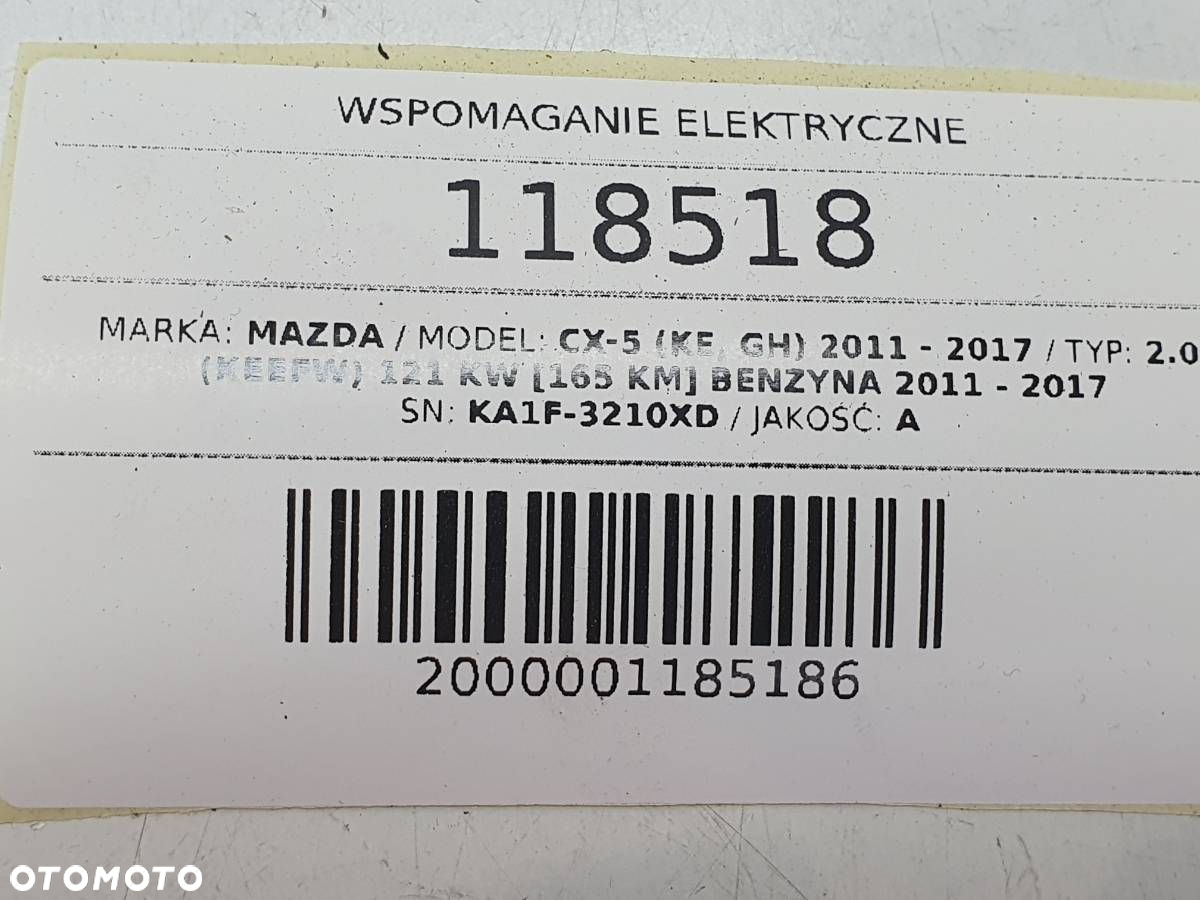 WSPOMAGANIE ELEKTRYCZNE
118518
MARKA: MAZDA / MODEL: CX-5 (KE, GH) 2011 - 2017 / TYP: 2.0
(KEEFW) 121 KW [165 KM] BENZYNA 2011 - 2017
SN: KA1F-3210XD / JAKOŚĆ: A
2000001185186
OTOMOTO